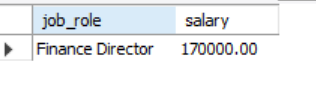 job_role salary
Finance Director 170000.00